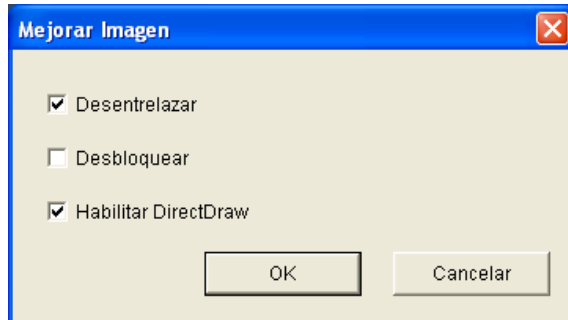 Mejorar Imagen
Desentrelazar
Desbloquear
Habilitar DirectDraw
OK Cancelar